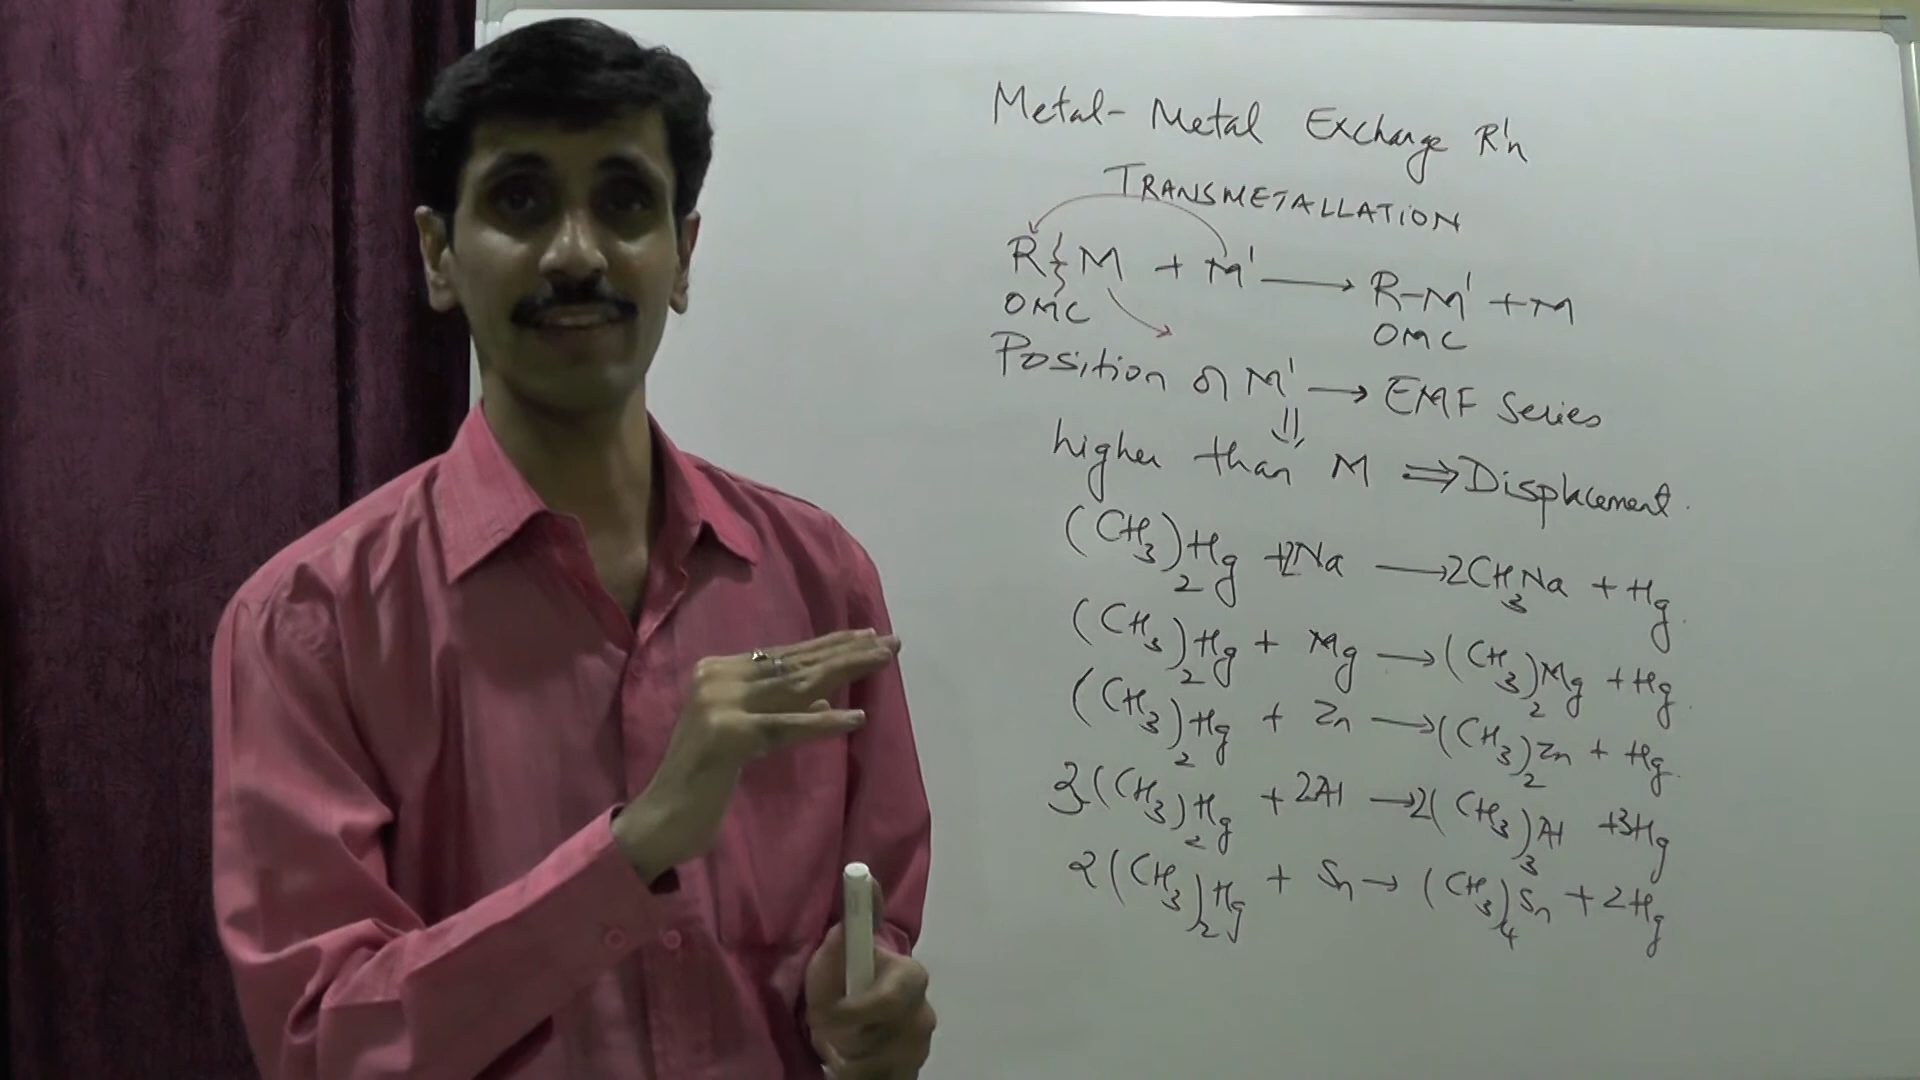 Metal-Metal Exchange R'n
TRANSMETALLATION
R M + M' → R-M' + M
OMC OMC
Position of M' → EMF Series
⇓
higher than M ⇒ Displacement.
(CH3)2Hg + 2Na → 2CH3Na + Hg.
(CH3)2Hg + Mg → (CH3)2Mg + Hg.
(CH3)2Hg + Zn → (CH3)2Zn + Hg.
3(CH3)2Hg + 2Al → 2(CH3)3Al + 3Hg
2(CH3)2Hg + Sn → (CH3)4Sn + 2Hg